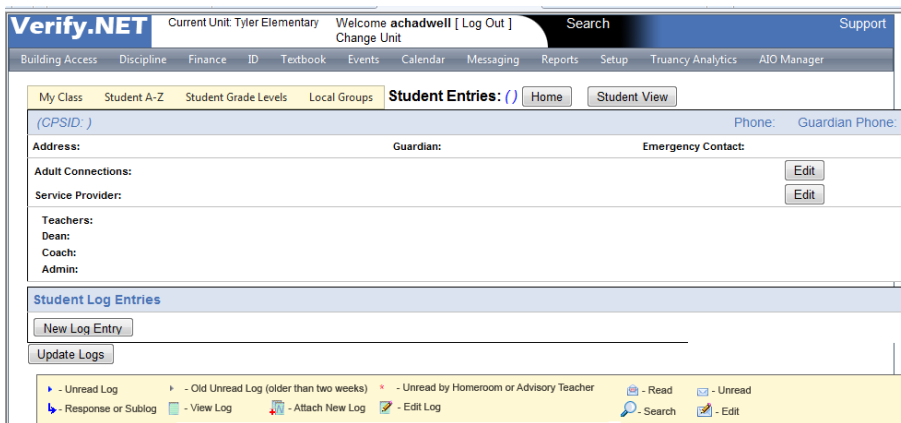 Verify.NET Current Unit: Tyler Elementary Welcome achadwell [ Log Out ] Search Support
Change Unit
Building Access Discipline Finance ID Textbook Events Calendar Messaging Reports Setup Truancy Analytics AIO Manager
My Class Student A-Z Student Grade Levels Local Groups Student Entries: ( ) Home Student View
(CPSID: ) Phone: Guardian Phone:
Address: Guardian: Emergency Contact:
Adult Connections: Edit
Service Provider: Edit
Teachers:
Dean:
Coach:
Admin:
Student Log Entries
New Log Entry
Update Logs
- Unread Log - Old Unread Log (older than two weeks) * - Unread by Homeroom or Advisory Teacher - Read - Unread
- Response or Sublog - View Log - Attach New Log - Edit Log - Search - Edit